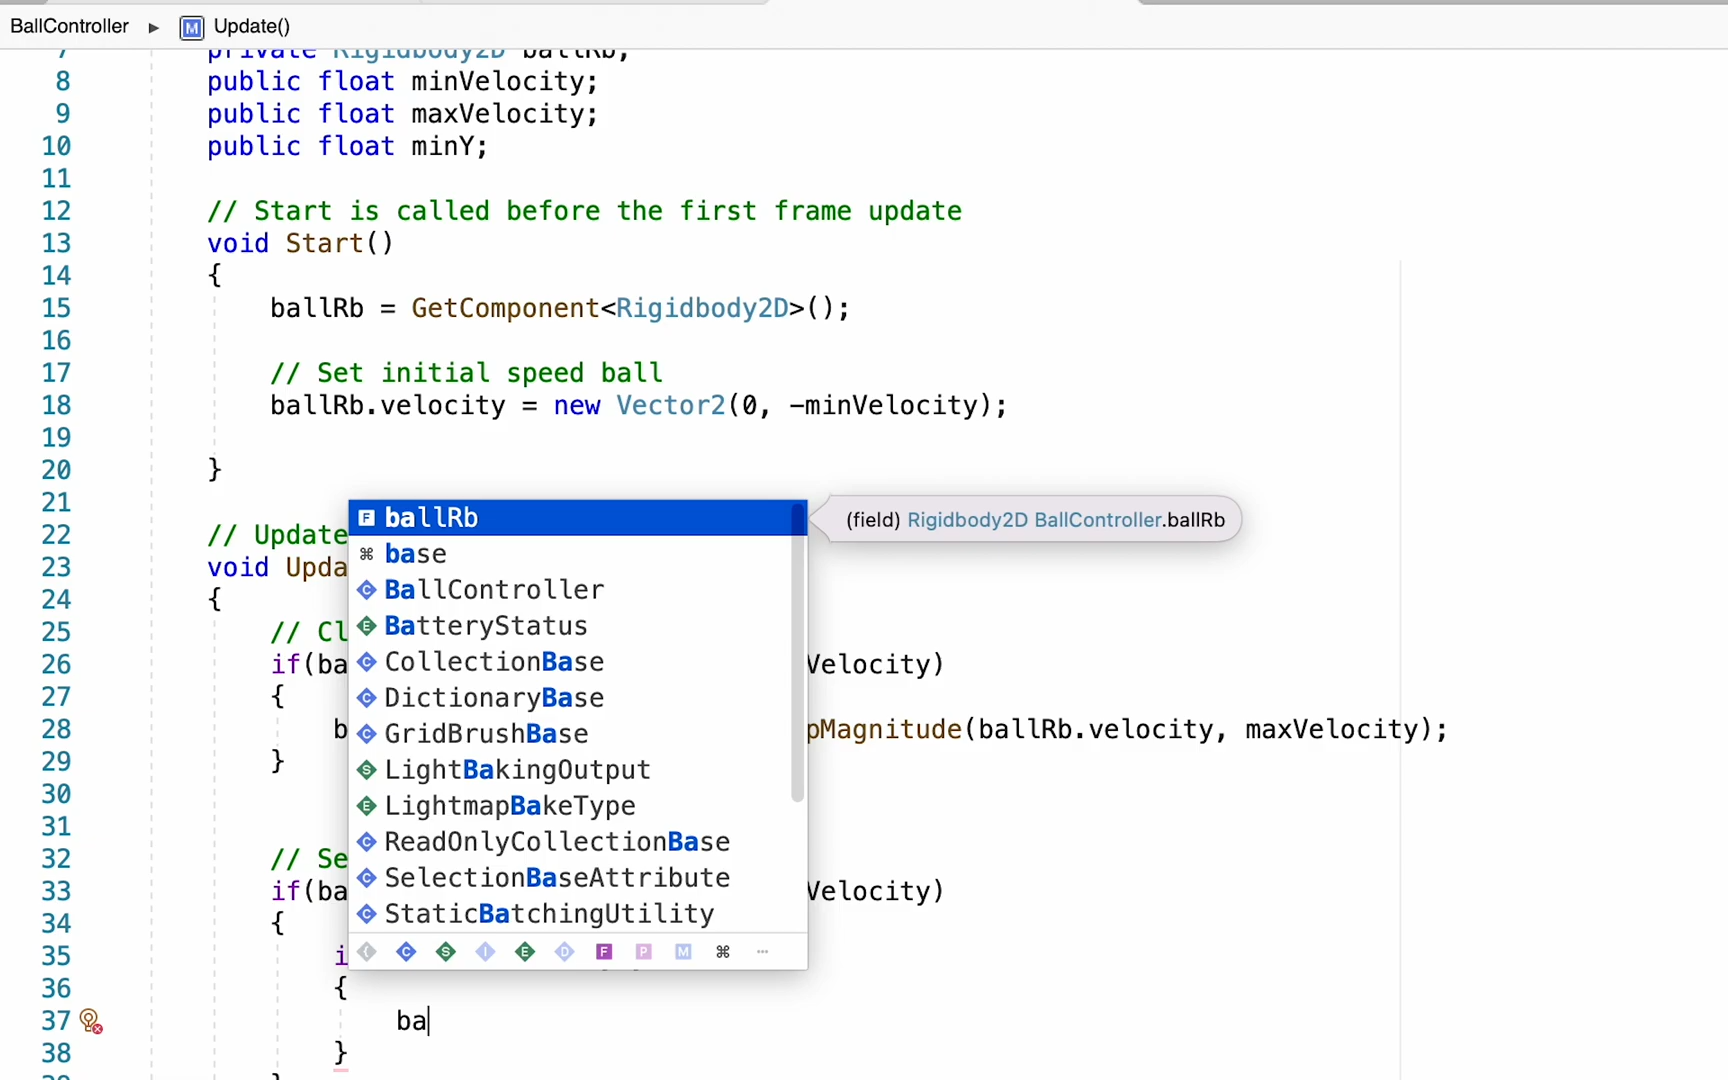 BallController ▸ M Update()
7 private Rigidbody2D ballRb;
8 public float minVelocity;
9 public float maxVelocity;
10 public float minY;
11
12 // Start is called before the first frame update
13 void Start()
14 {
15 ballRb = GetComponent<Rigidbody2D>();
16
17 // Set initial speed ball
18 ballRb.velocity = new Vector2(0, -minVelocity);
19
20 }
21
22 // Update
23 void Upda
24 {
25 // Cl
26 if(ba Velocity)
27 {
28 b pMagnitude(ballRb.velocity, maxVelocity);
29 }
30
31
32 // Se
33 if(ba Velocity)
34 {
35 i
36 {
37 ba
38 }
39 }
F ballRb
(field) Rigidbody2D BallController.ballRb
⌘ base
C BallController
E BatteryStatus
C CollectionBase
C DictionaryBase
C GridBrushBase
S LightBakingOutput
E LightmapBakeType
C ReadOnlyCollectionBase
C SelectionBaseAttribute
C StaticBatchingUtility
{ C S I E D F P M ⌘ ···